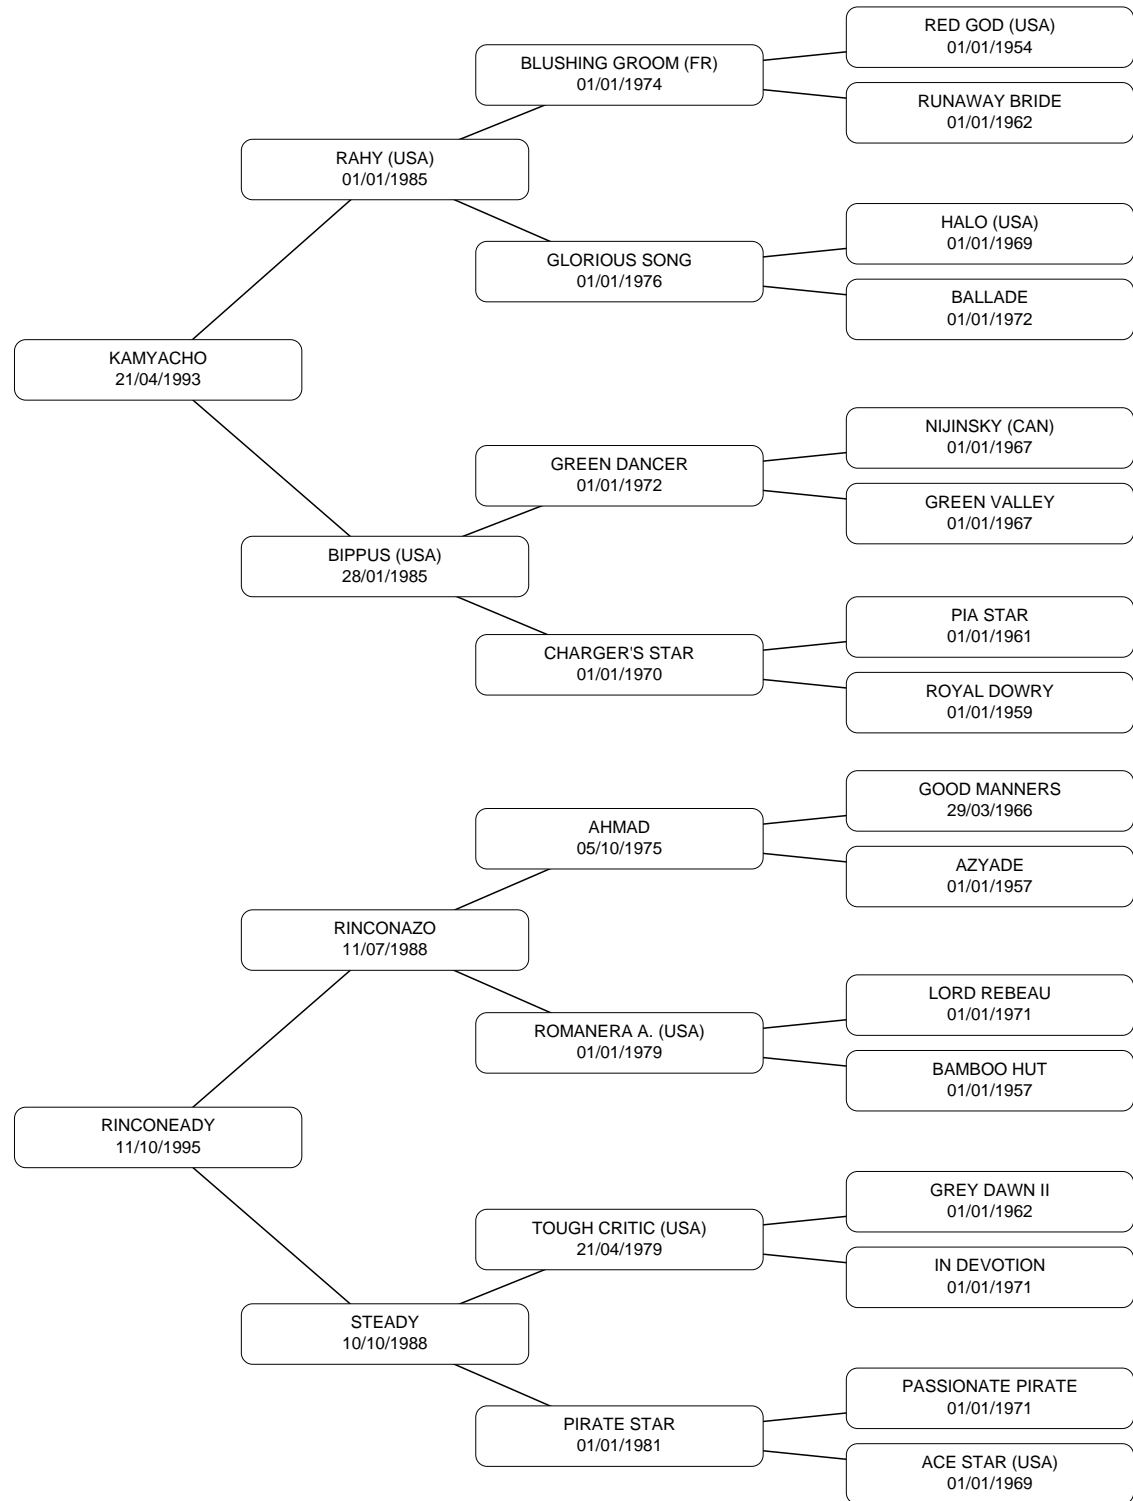 RED GOD (USA)
01/01/1954
BLUSHING GROOM (FR)
01/01/1974
RUNAWAY BRIDE
01/01/1962
RAHY (USA)
01/01/1985
HALO (USA)
01/01/1969
GLORIOUS SONG
01/01/1976
BALLADE
01/01/1972
KAMYACHO
21/04/1993
NIJINSKY (CAN)
01/01/1967
GREEN DANCER
01/01/1972
GREEN VALLEY
01/01/1967
BIPPUS (USA)
28/01/1985
PIA STAR
01/01/1961
CHARGER'S STAR
01/01/1970
ROYAL DOWRY
01/01/1959
GOOD MANNERS
29/03/1966
AHMAD
05/10/1975
AZYADE
01/01/1957
RINCONAZO
11/07/1988
LORD REBEAU
01/01/1971
ROMANERA A. (USA)
01/01/1979
BAMBOO HUT
01/01/1957
RINCONEADY
11/10/1995
GREY DAWN II
01/01/1962
TOUGH CRITIC (USA)
21/04/1979
IN DEVOTION
01/01/1971
STEADY
10/10/1988
PASSIONATE PIRATE
01/01/1971
PIRATE STAR
01/01/1981
ACE STAR (USA)
01/01/1969